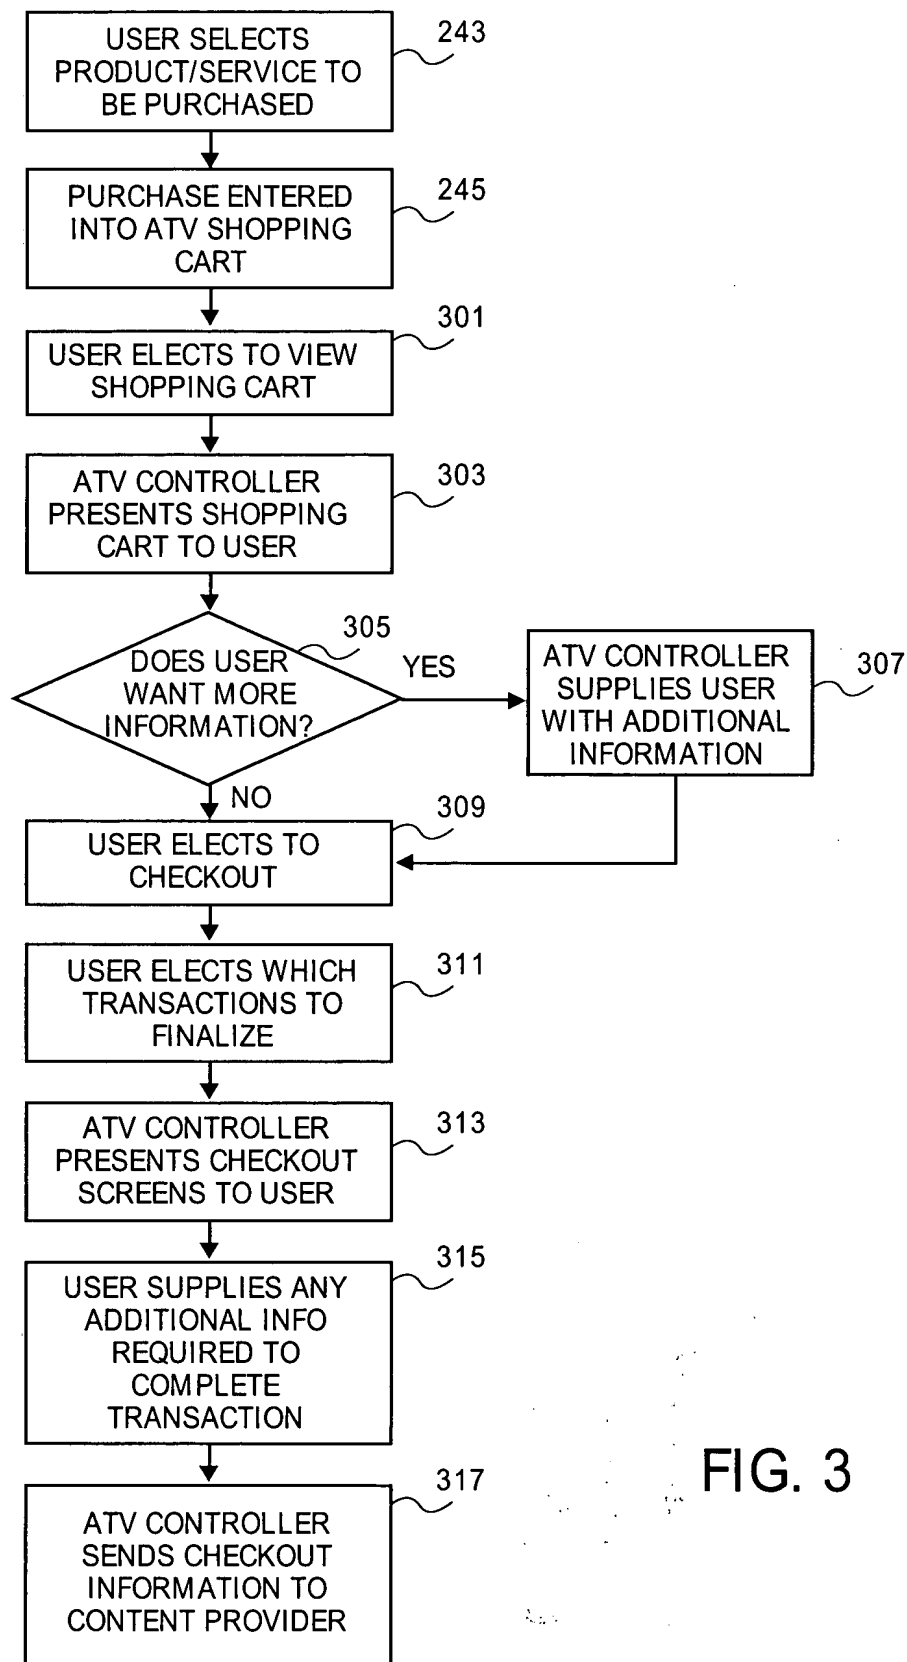 USER SELECTS
PRODUCT/SERVICE TO
BE PURCHASED
243
PURCHASE ENTERED
INTO ATV SHOPPING
CART
245
USER ELECTS TO VIEW
SHOPPING CART
301
ATV CONTROLLER
PRESENTS SHOPPING
CART TO USER
303
DOES USER
WANT MORE
INFORMATION?
305
YES
ATV CONTROLLER
SUPPLIES USER
WITH ADDITIONAL
INFORMATION
307
NO
USER ELECTS TO
CHECKOUT
309
USER ELECTS WHICH
TRANSACTIONS TO
FINALIZE
311
ATV CONTROLLER
PRESENTS CHECKOUT
SCREENS TO USER
313
USER SUPPLIES ANY
ADDITIONAL INFO
REQUIRED TO
COMPLETE
TRANSACTION
315
ATV CONTROLLER
SENDS CHECKOUT
INFORMATION TO
CONTENT PROVIDER
317
FIG. 3